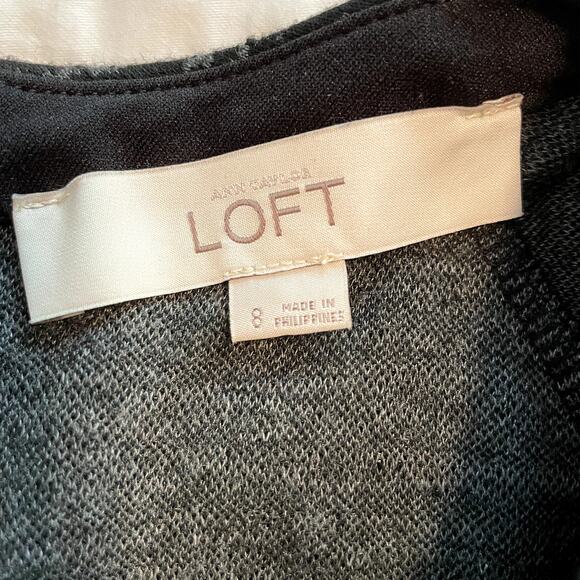 ANN TAYLOR
LOFT
8
MADE IN
PHILIPPINES